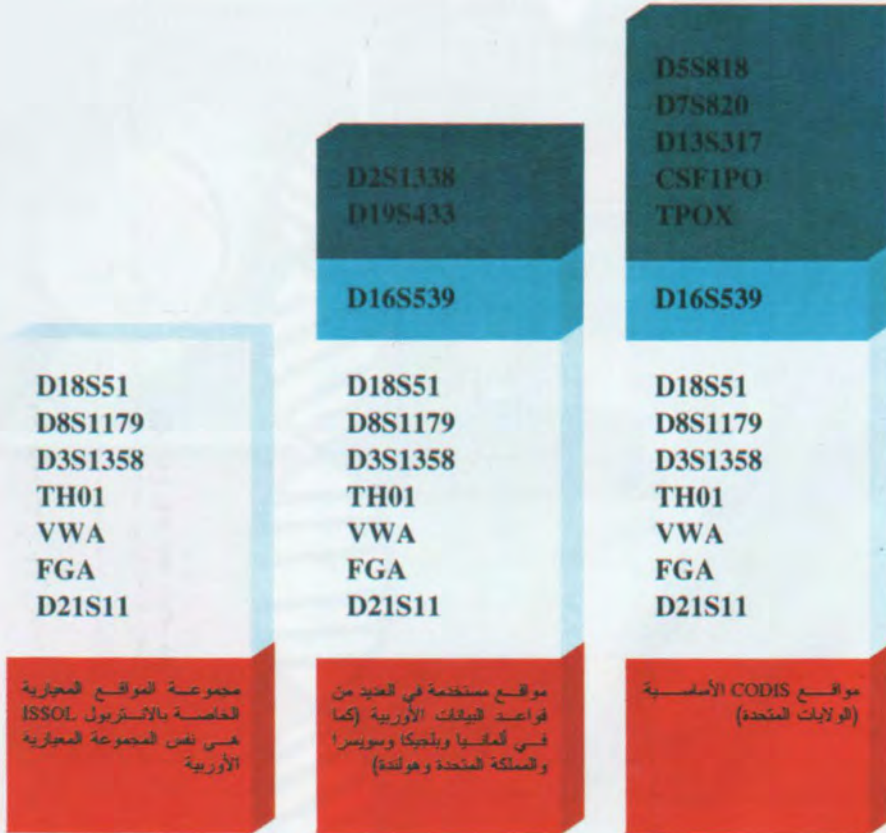 D18S51
D8S1179
D3S1358
TH01
VWA
FGA
D21S11
مجموعة المواقع المعيارية
الخاصة بالانتربول ISSOL
هي نفس المجموعة المعيارية
الأوربية
D2S1338
D19S433
D16S539
D18S51
D8S1179
D3S1358
TH01
VWA
FGA
D21S11
مواقع مستخدمة في العديد من
قواعد البيانات الأوربية (كما
في ألمانيا وبلجيكا وسويسرا
والمملكة المتحدة وهولندة)
D5S818
D7S820
D13S317
CSF1PO
TPOX
D16S539
D18S51
D8S1179
D3S1358
TH01
VWA
FGA
D21S11
مواقع CODIS الأساسية
(الولايات المتحدة)